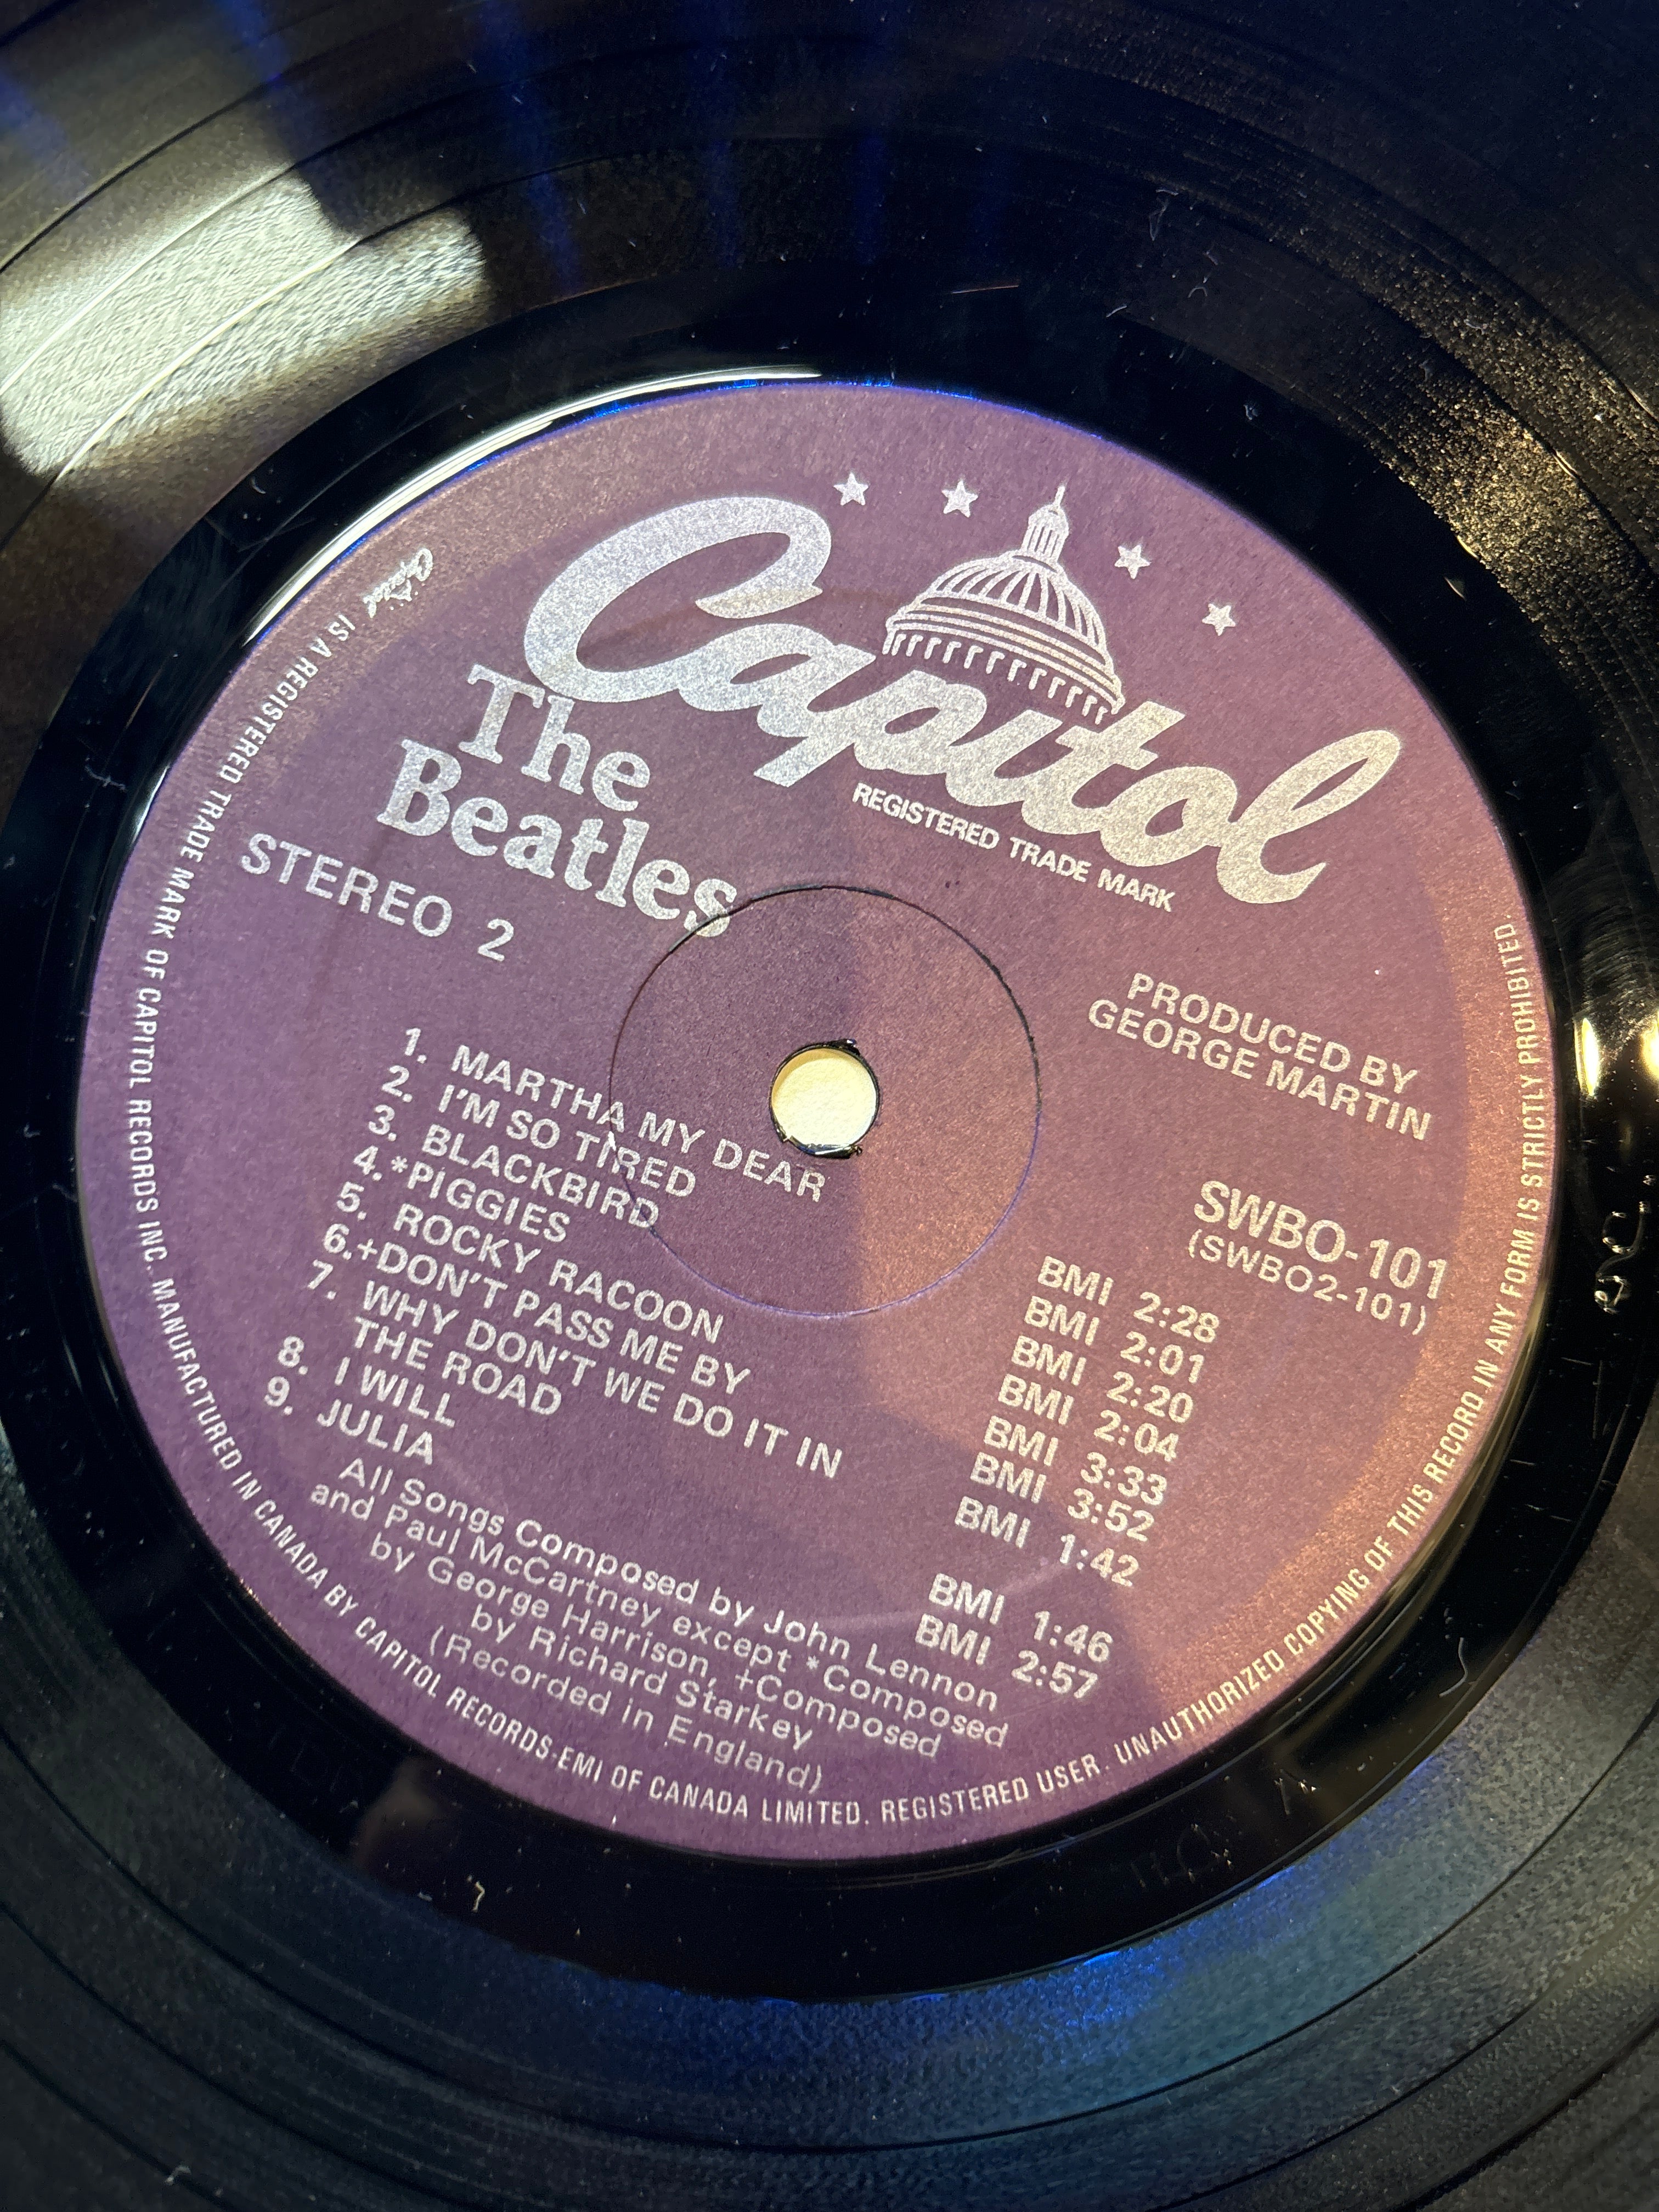 Capitol
REGISTERED TRADE MARK
The
Beatles
STEREO 2
PRODUCED BY
GEORGE MARTIN
SWBO-101
(SWBO2-101)
1. MARTHA MY DEAR BMI 2:28
2. I'M SO TIRED BMI 2:01
3. BLACKBIRD BMI 2:20
4.*PIGGIES BMI 2:04
5. ROCKY RACOON BMI 3:33
6.+DON'T PASS ME BY BMI 3:52
7. WHY DON'T WE DO IT IN BMI 1:42
THE ROAD
8. I WILL BMI 1:46
9. JULIA BMI 2:57
All Songs Composed by John Lennon
and Paul McCartney except *Composed
by George Harrison, +Composed
by Richard Starkey
(Recorded in England)
Capitol IS A REGISTERED TRADE MARK OF CAPITOL RECORDS INC. MANUFACTURED IN CANADA BY CAPITOL RECORDS-EMI OF CANADA LIMITED. REGISTERED USER. UNAUTHORIZED COPYING OF THIS RECORD IN ANY FORM IS STRICTLY PROHIBITED.